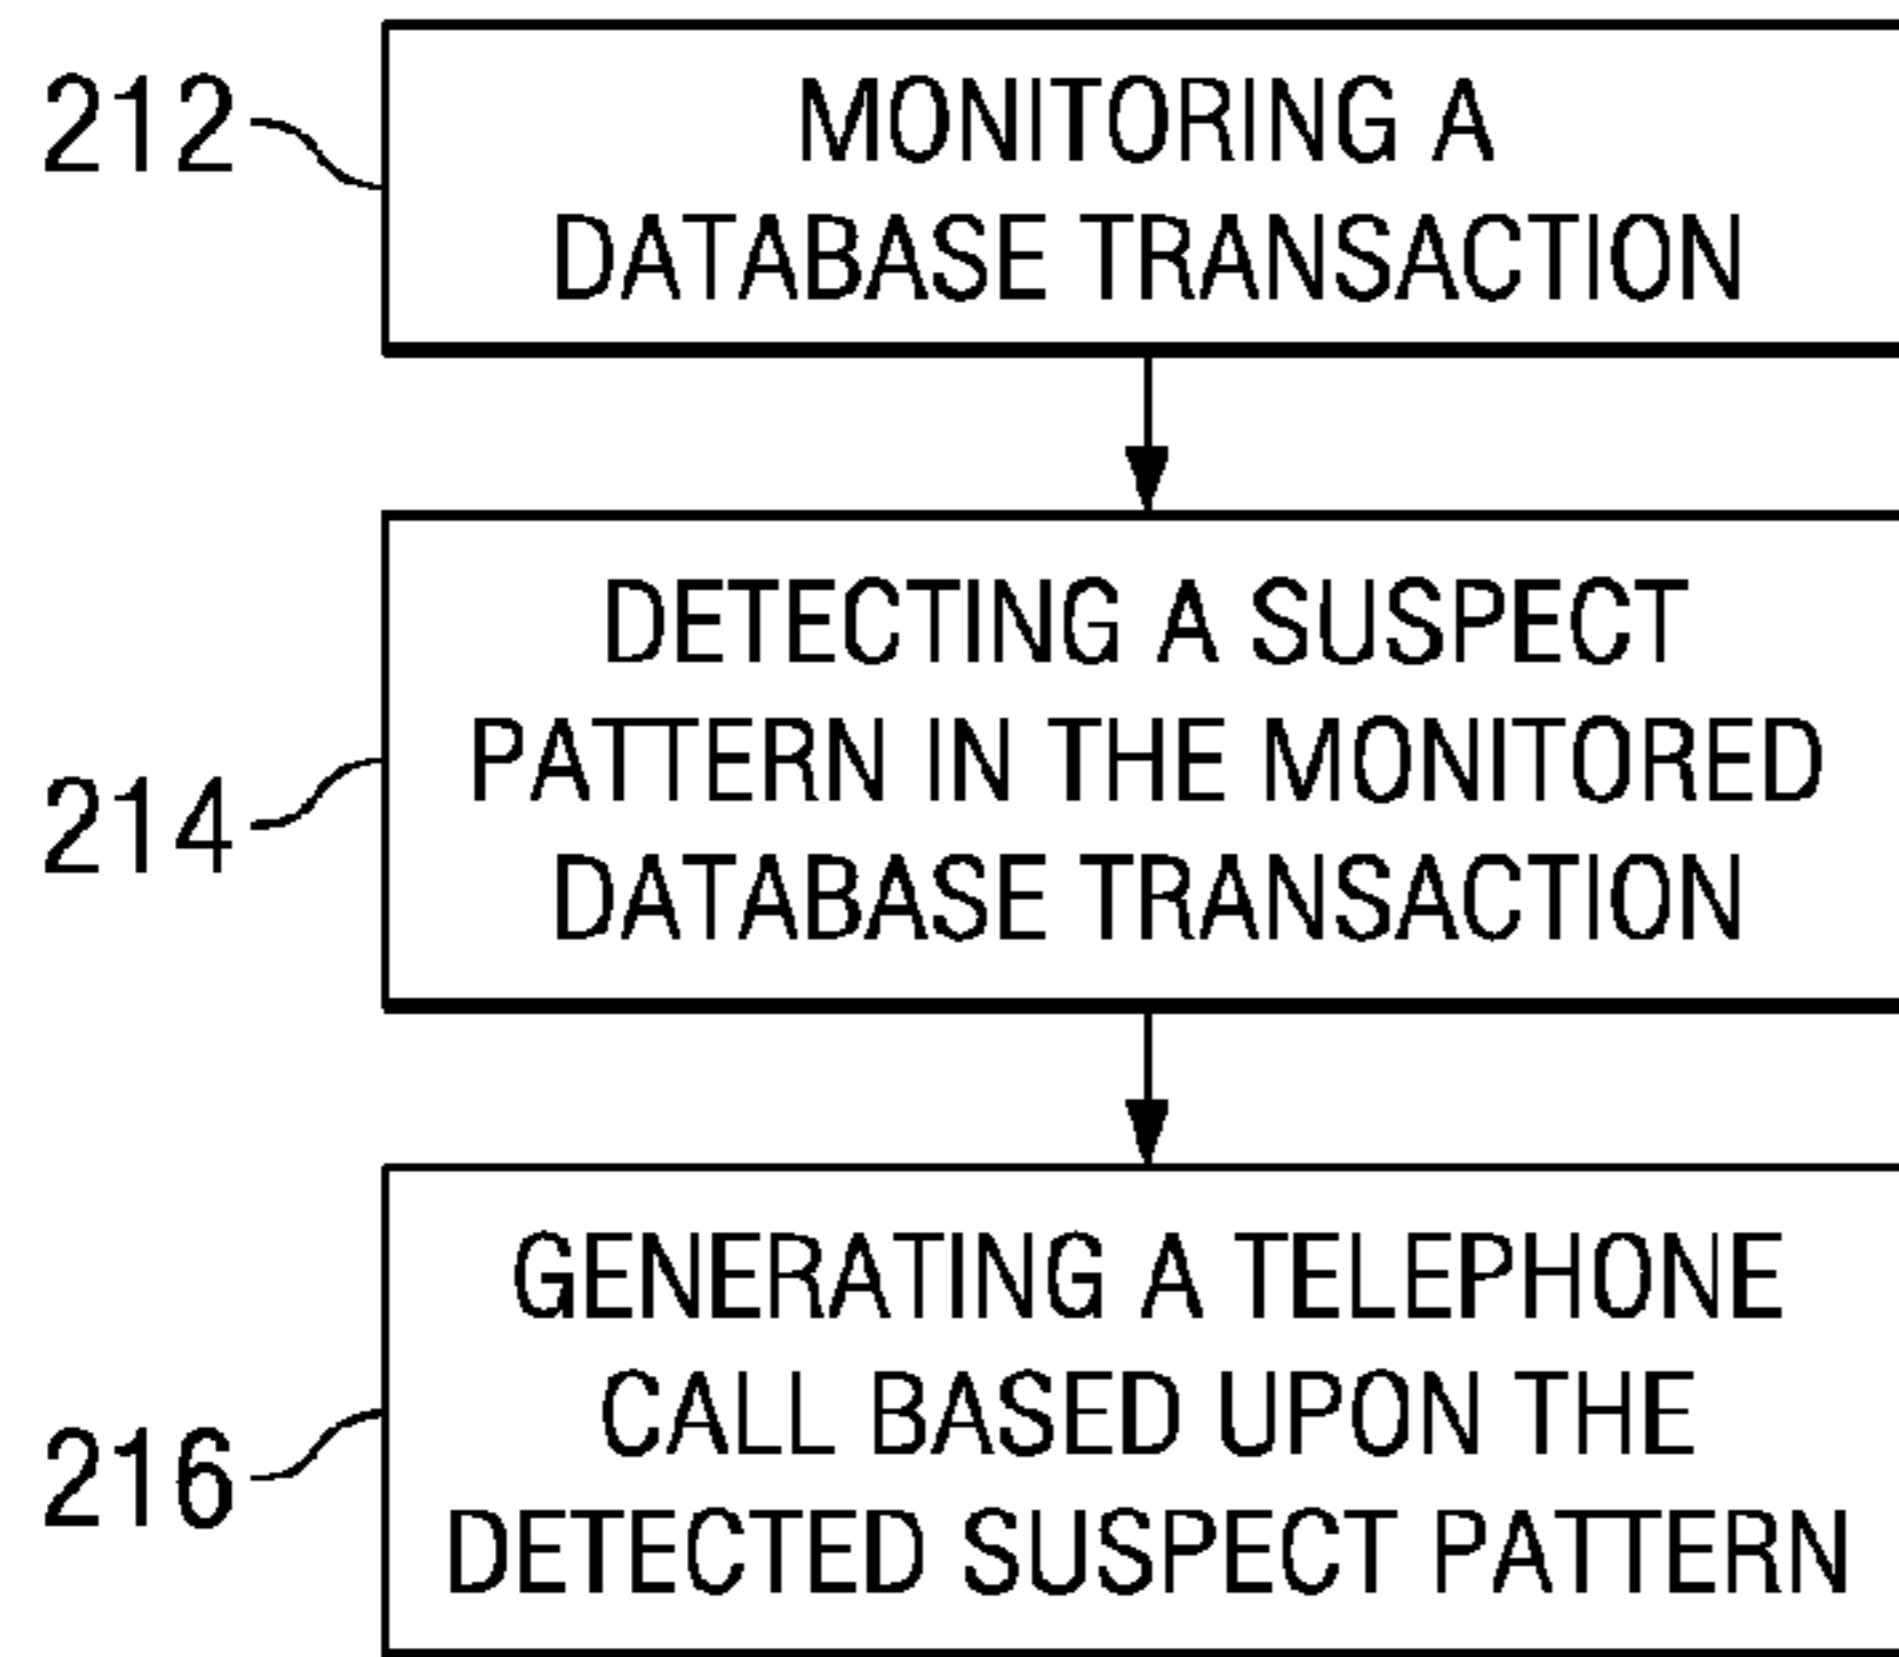 212
MONITORING A
DATABASE TRANSACTION
214
DETECTING A SUSPECT
PATTERN IN THE MONITORED
DATABASE TRANSACTION
216
GENERATING A TELEPHONE
CALL BASED UPON THE
DETECTED SUSPECT PATTERN